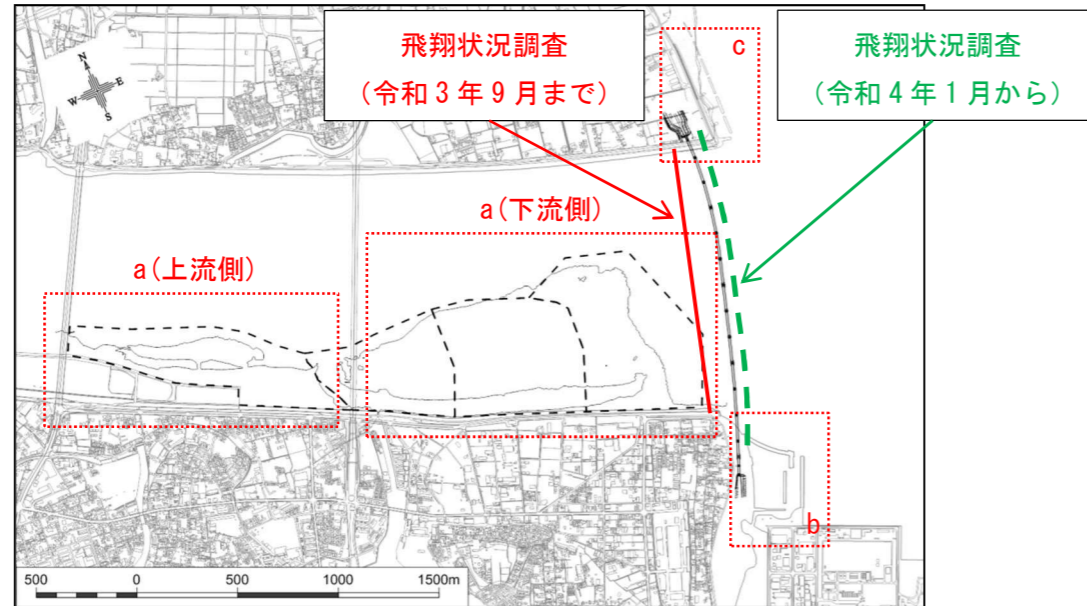 飛翔状況調査
(令和3年9月まで)
c
飛翔状況調査
(令和4年1月から)
N
W E
S
a(下流側)
a(上流側)
b
500 0 500 1000 1500m